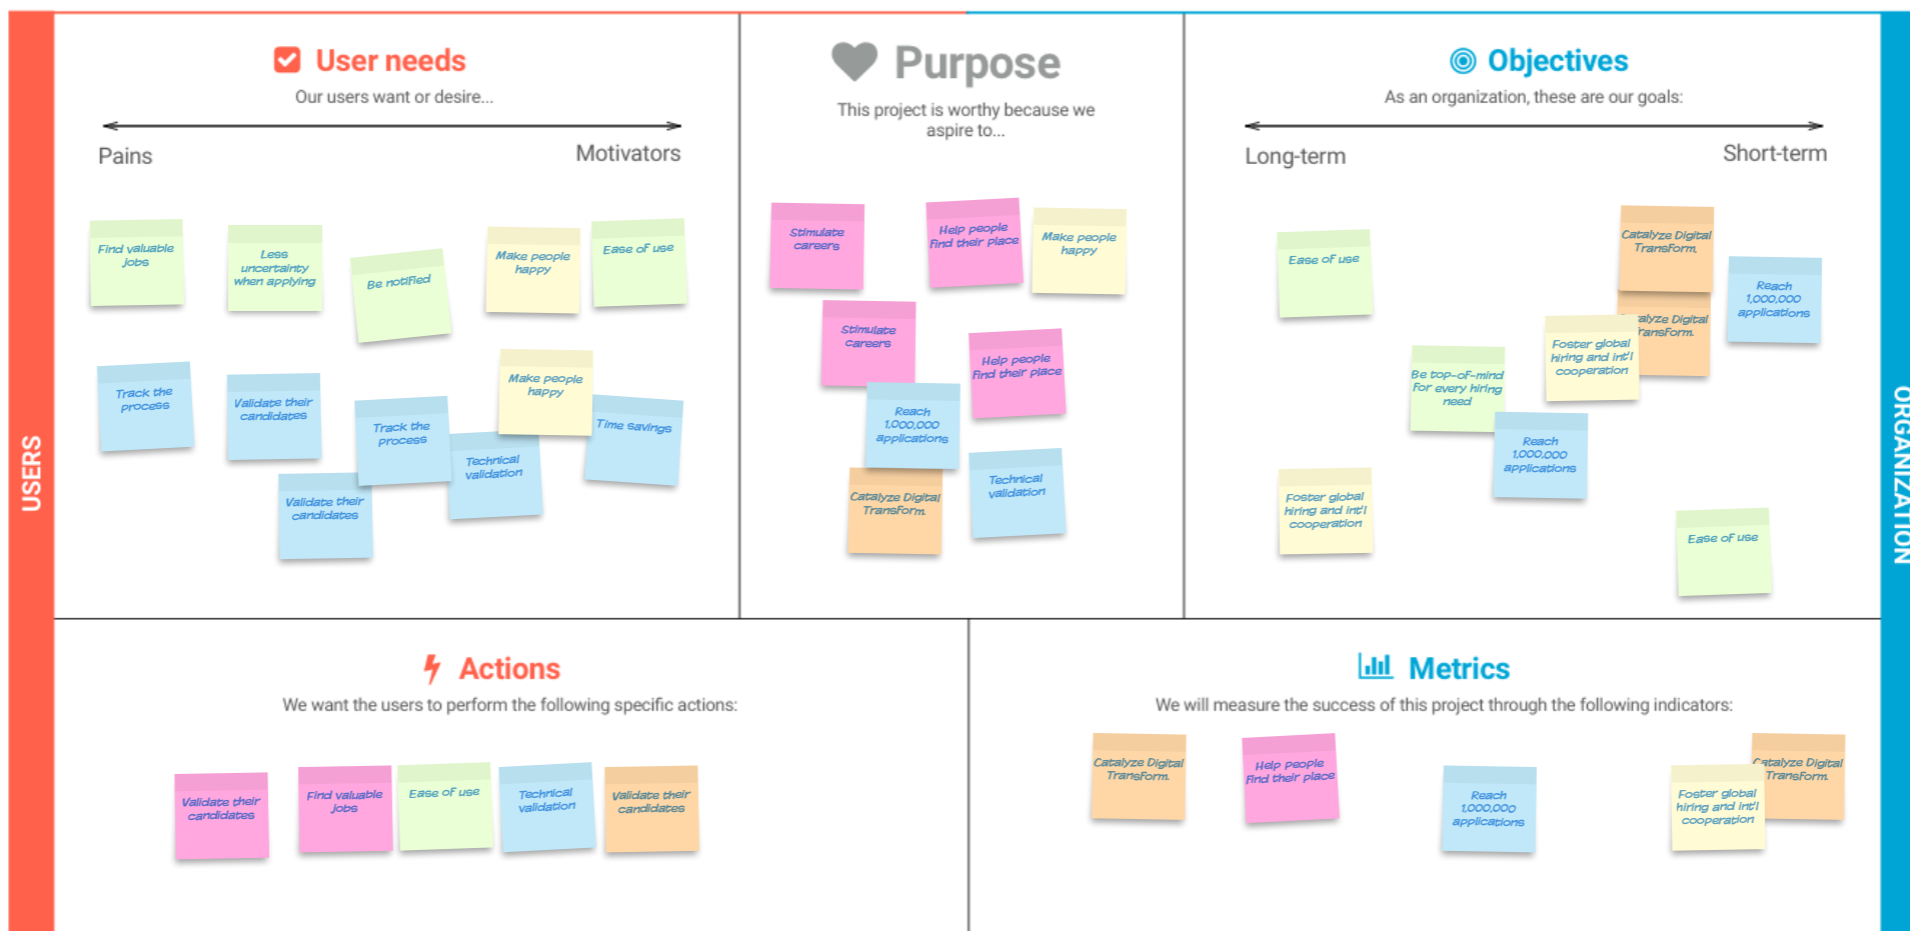 USERS
User needs
Our users want or desire...
Pains
Motivators
Find valuable
jobs
Less
uncertainty
when applying
Be notified
Make people
happy
Ease of use
Track the
process
Validate their
candidates
Track the
process
Make people
happy
Time savings
Technical
validation
Validate their
candidates
Purpose
This project is worthy because we
aspire to...
Stimulate
careers
Help people
find their place
Make people
happy
Stimulate
careers
Help people
find their place
Reach
1,000,000
applications
Catalyze Digital
Transform.
Technical
validation
Objectives
As an organization, these are our goals:
Long-term
Short-term
Ease of use
Catalyze Digital
Transform.
Reach
1,000,000
applications
Foster global
hiring and int'l
cooperation
atalyze Digital
ransform.
Be top-of-mind
for every hiring
need
Reach
1,000,000
applications
Foster global
hiring and int'l
cooperation
Ease of use
ORGANIZATION
Actions
We want the users to perform the following specific actions:
Validate their
candidates
Find valuable
jobs
Ease of use
Technical
validation
Validate their
candidates
Metrics
We will measure the success of this project through the following indicators:
Catalyze Digital
Transform.
Help people
find their place
Reach
1,000,000
applications
Foster global
hiring and int'l
cooperation
Catalyze Digital
Transform.